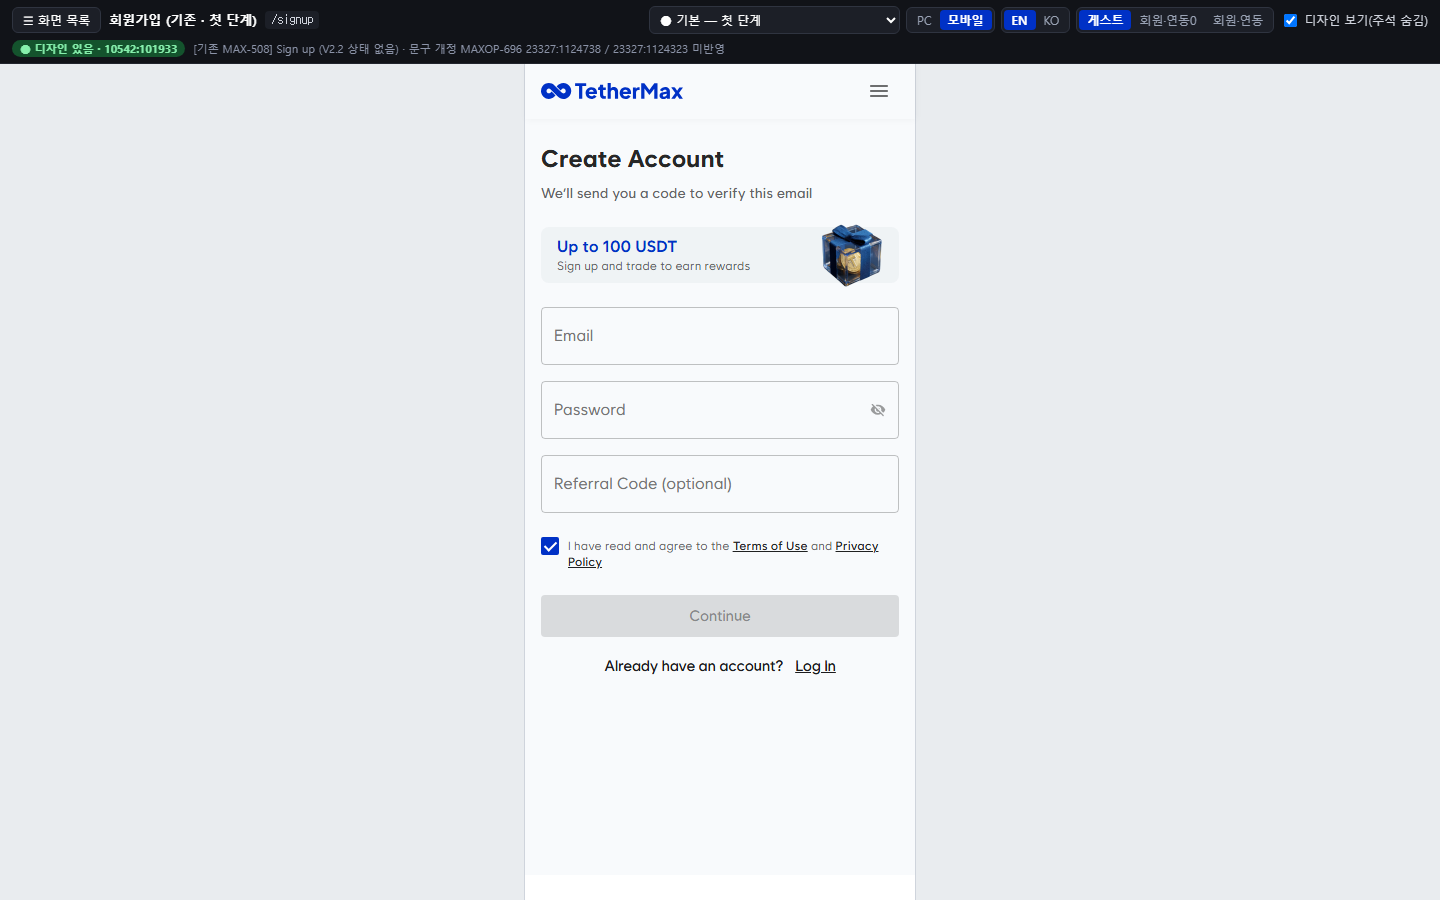 ☰ 화면 목록 회원가입 (기존 · 첫 단계) /signup ● 기본 — 첫 단계 PC 모바일 EN KO 게스트 회원·연동0 회원·연동 디자인 보기(주석 숨김)
● 디자인 있음 · 10542:101933 [기존 MAX-508] Sign up (V2.2 상태 없음) · 문구 개정 MAXOP-696 23327:1124738 / 23327:1124323 미반영
TetherMax
Create Account
We'll send you a code to verify this email
Up to 100 USDT
Sign up and trade to earn rewards
Email
Password
Referral Code (optional)
I have read and agree to the Terms of Use and Privacy
Policy
Continue
Already have an account? Log In